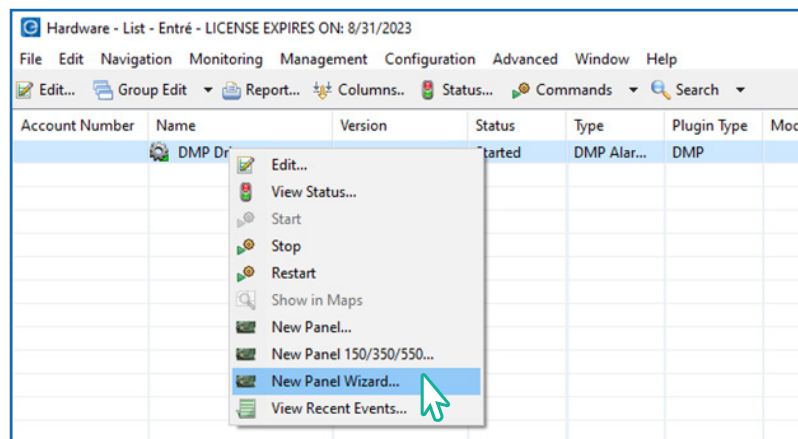 Hardware - List - Entré - LICENSE EXPIRES ON: 8/31/2023
File Edit Navigation Monitoring Management Configuration Advanced Window Help
Edit... Group Edit Report... Columns.. Status... Commands Search
Account Number Name Version Status Type Plugin Type
DMP Started DMP Alar... DMP
Edit...
View Status...
Start
Stop
Restart
Show in Maps
New Panel...
New Panel 150/350/550...
New Panel Wizard...
View Recent Events...